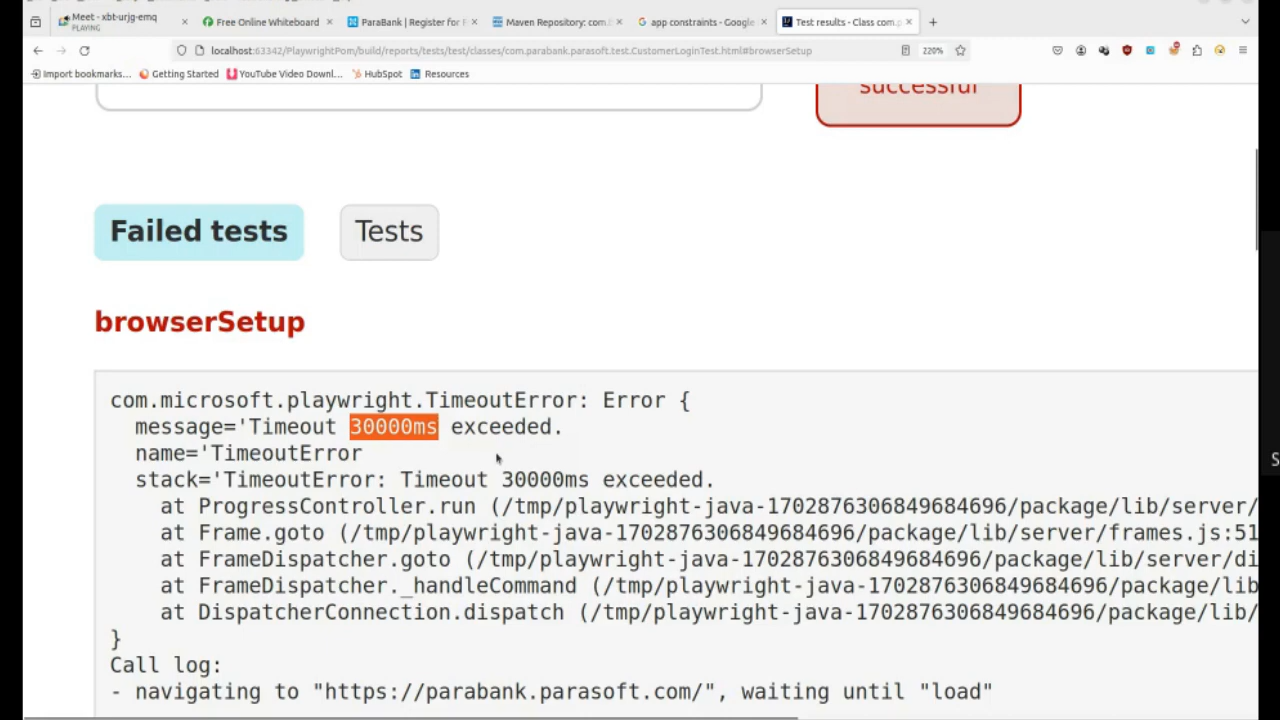 Meet - xbt-urjg-emq
PLAYING
Free Online Whiteboard
ParaBank | Register for F
Maven Repository: com.
app constraints - Google
Test results - Class com.p
localhost:63342/PlaywrightPom/build/reports/tests/test/classes/com.parabank.parasoft.test.CustomerLoginTest.html#browserSetup
220%
Import bookmarks...
Getting Started
YouTube Video Downl...
HubSpot
Resources
successful
Failed tests
Tests
browserSetup
com.microsoft.playwright.TimeoutError: Error {
message='Timeout 30000ms exceeded.
name='TimeoutError
stack='TimeoutError: Timeout 30000ms exceeded.
at ProgressController.run (/tmp/playwright-java-1702876306849684696/package/lib/server/
at Frame.goto (/tmp/playwright-java-1702876306849684696/package/lib/server/frames.js:51
at FrameDispatcher.goto (/tmp/playwright-java-1702876306849684696/package/lib/server/di
at FrameDispatcher._handleCommand (/tmp/playwright-java-1702876306849684696/package/lib
at DispatcherConnection.dispatch (/tmp/playwright-java-1702876306849684696/package/lib/
}
Call log:
- navigating to "https://parabank.parasoft.com/", waiting until "load"
S